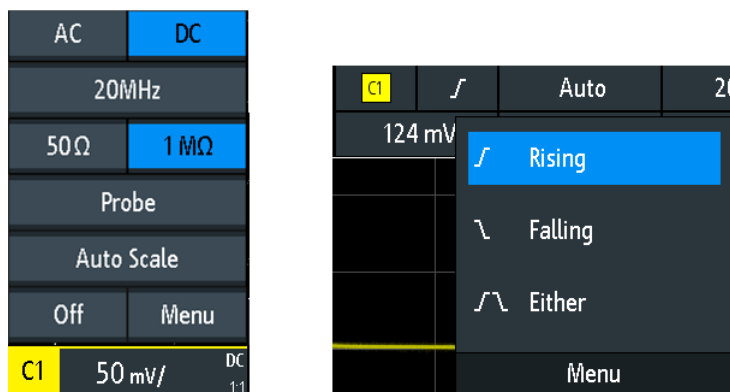 AC DC
20MHz
50Ω 1 MΩ
Probe
Auto Scale
Off Menu
C1 50 mV/ DC
1:1
C1 Auto 20
124 mV
Rising
Falling
Either
Menu